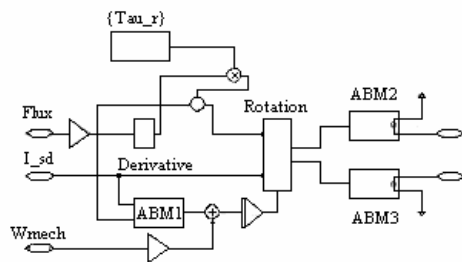 {Tau_r}
ABM2
Flux
Rotation
I_sd
Derivative
ABM1
ABM3
Wmech